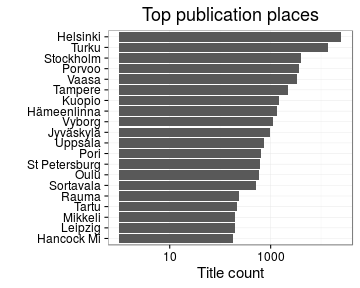 Top publication places
Helsinki
Turku
Stockholm
Porvoo
Vaasa
Tampere
Kuopio
Hämeenlinna
Vyborg
Jyväskylä
Uppsala
Pori
St Petersburg
Oulu
Sortavala
Rauma
Tartu
Mikkeli
Leipzig
Hancock MI
10 1000
Title count